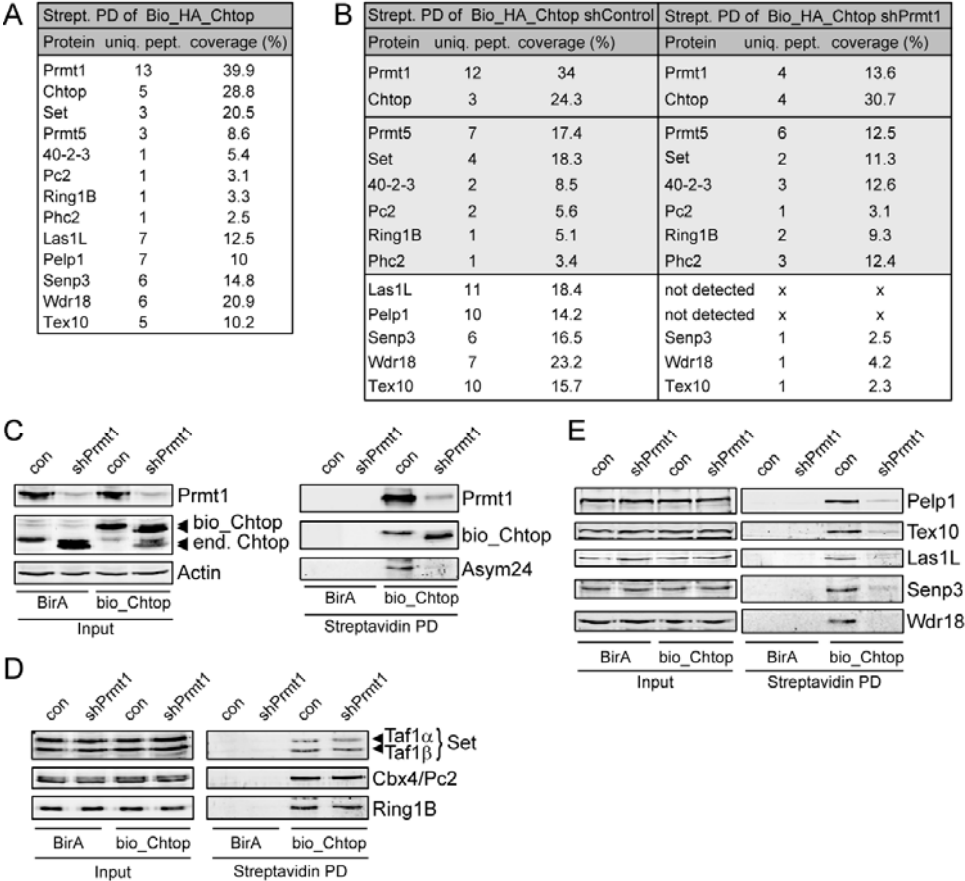 A
Strept. PD of Bio_HA_Chtop
Protein uniq. pept. coverage (%)
Prmt1 13 39.9
Chtop 5 28.8
Set 3 20.5
Prmt5 3 8.6
40-2-3 1 5.4
Pc2 1 3.1
Ring1B 1 3.3
Phc2 1 2.5
Las1L 7 12.5
Pelp1 7 10
Senp3 6 14.8
Wdr18 6 20.9
Tex10 5 10.2
B
Strept. PD of Bio_HA_Chtop shControl Strept. PD of Bio_HA_Chtop shPrmt1
Protein uniq. pept. coverage (%) Protein uniq. pept. coverage (%)
Prmt1 12 34 Prmt1 4 13.6
Chtop 3 24.3 Chtop 4 30.7
Prmt5 7 17.4 Prmt5 6 12.5
Set 4 18.3 Set 2 11.3
40-2-3 2 8.5 40-2-3 3 12.6
Pc2 2 5.6 Pc2 1 3.1
Ring1B 1 5.1 Ring1B 2 9.3
Phc2 1 3.4 Phc2 3 12.4
Las1L 11 18.4 not detected x x
Pelp1 10 14.2 not detected x x
Senp3 6 16.5 Senp3 1 2.5
Wdr18 7 23.2 Wdr18 1 4.2
Tex10 10 15.7 Tex10 1 2.3
C
con shPrmt1 con shPrmt1 con shPrmt1 con shPrmt1
Prmt1 Prmt1
bio_Chtop
end. Chtop bio_Chtop
Actin Asym24
BirA bio_Chtop BirA bio_Chtop
Input Streptavidin PD
D
con shPrmt1 con shPrmt1 con shPrmt1 con shPrmt1
Taf1α
Taf1β } Set
Cbx4/Pc2
Ring1B
BirA bio_Chtop BirA bio_Chtop
Input Streptavidin PD
E
con shPrmt1 con shPrmt1 con shPrmt1 con shPrmt1
Pelp1
Tex10
Las1L
Senp3
Wdr18
BirA bio_Chtop BirA bio_Chtop
Input Streptavidin PD